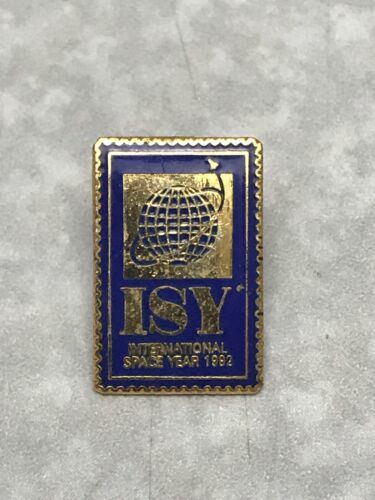 ISY
INTERNATIONAL
SPACE YEAR 1992